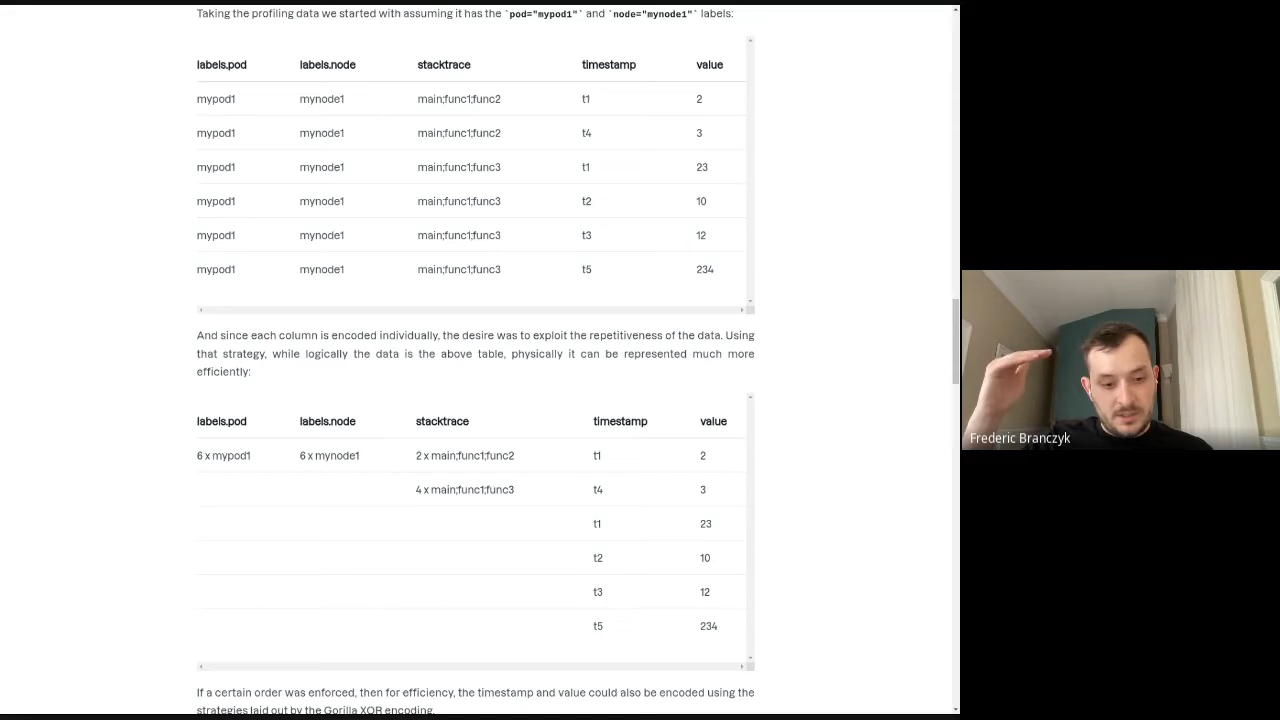 Taking the profiling data we started with assuming it has the `pod="mypod1"` and `node="mynode1"` labels:
labels.pod labels.node stacktrace timestamp value
mypod1 mynode1 main;func1;func2 t1 2
mypod1 mynode1 main;func1;func2 t4 3
mypod1 mynode1 main;func1;func3 t1 23
mypod1 mynode1 main;func1;func3 t2 10
mypod1 mynode1 main;func1;func3 t3 12
mypod1 mynode1 main;func1;func3 t5 234
And since each column is encoded individually, the desire was to exploit the repetitiveness of the data. Using
that strategy, while logically the data is the above table, physically it can be represented much more
efficiently:
labels.pod labels.node stacktrace timestamp value
6 x mypod1 6 x mynode1 2 x main;func1;func2 t1 2
4 x main;func1;func3 t4 3
t1 23
t2 10
t3 12
t5 234
If a certain order was enforced, then for efficiency, the timestamp and value could also be encoded using the
strategies laid out by the Gorilla XOR encoding.
Frederic Branczyk